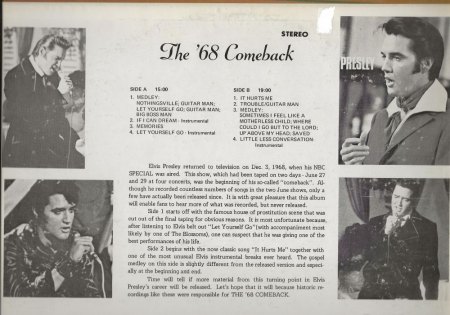 STEREO
The '68 Comeback
SIDE A 15:00
1. MEDLEY:
NOTHINGSVILLE; GUITAR MAN;
LET YOURSELF GO; GUITAR MAN;
BIG BOSS MAN
2. IF I CAN DREAM - Instrumental
3. MEMORIES
4. LET YOURSELF GO - Instrumental
SIDE B 19:00
1. IT HURTS ME
2. TROUBLE/GUITAR MAN
3. MEDLEY:
SOMETIMES I FEEL LIKE A
MOTHERLESS CHILD; WHERE
COULD I GO BUT TO THE LORD;
UP ABOVE MY HEAD; SAVED
4. LITTLE LESS CONVERSATION-
Instrumental
PRESLEY
Elvis Presley returned to television on Dec. 3, 1968, when his NBC
SPECIAL was aired. This show, which had been taped on two days - June 27
and 29 at four concerts, was the beginning of his so-called "comeback". Al-
though he recorded countless numbers of songs in the two June shows, only a
few have actually been released since. It is with great pleasure that this album
will enable fans to hear more of what was recorded, but never released.
Side 1 starts off with the famous house of prostitution scene that was
cut out of the final taping for obvious reasons. It is most unfortunate because,
after listening to Elvis belt out "Let Yourself Go" (with accompaniment most
likely by one of The Blossoms), one can suspect that he was giving one of the
best performances of his life.
Side 2 begins with the now classic song "It Hurts Me" together with
one of the most unusual Elvis instrumental breaks ever heard. The gospel
medley on this side is slightly different from the released version and especi-
ally at the beginning and end.
Time will tell if more material from this turning point in Elvis
Presley's career will be released. Let's hope that it will because historic re-
cordings like these were responsible for THE '68 COMEBACK.